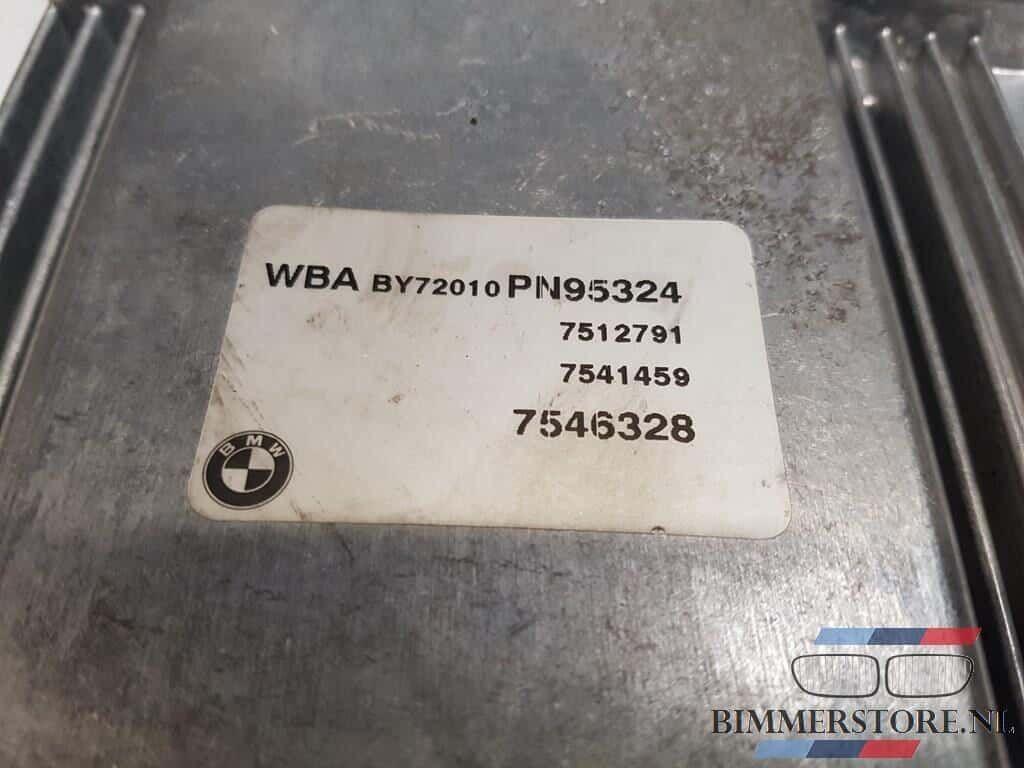 WBA BY72010 PN95324
7512791
7541459
7546328
BMW
BIMMERSTORE.NL